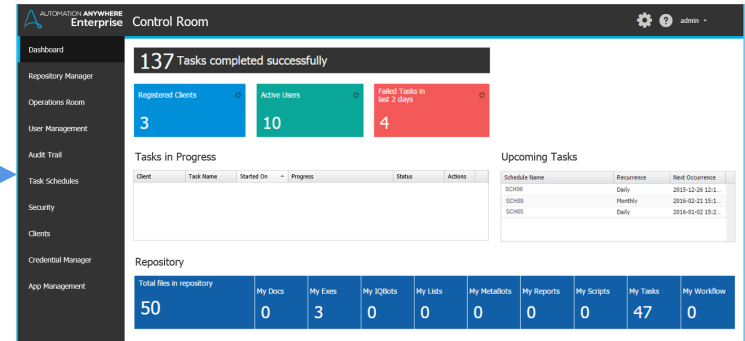 AUTOMATION ANYWHERE
Enterprise
Control Room
admin
Dashboard
Repository Manager
Operations Room
User Management
Audit Trail
Task Schedules
Security
Clients
Credential Manager
App Management
137 Tasks completed successfully
Registered Clients
3
Active Users
10
Failed Tasks in
last 2 days
4
Tasks in Progress
Client Task Name Started On Progress Status Actions
Upcoming Tasks
Schedule Name Recurrence Next Occurrence
SCH08 Daily 2015-12-26 12:1...
SCH89 Monthly 2016-02-21 15:1...
SCH65 Daily 2016-01-02 15:2...
Repository
Total files in repository
50
My Docs
0
My Exes
3
My IQBots
0
My Lists
0
My MetaBots
0
My Reports
0
My Scripts
0
My Tasks
47
My Workflow
0